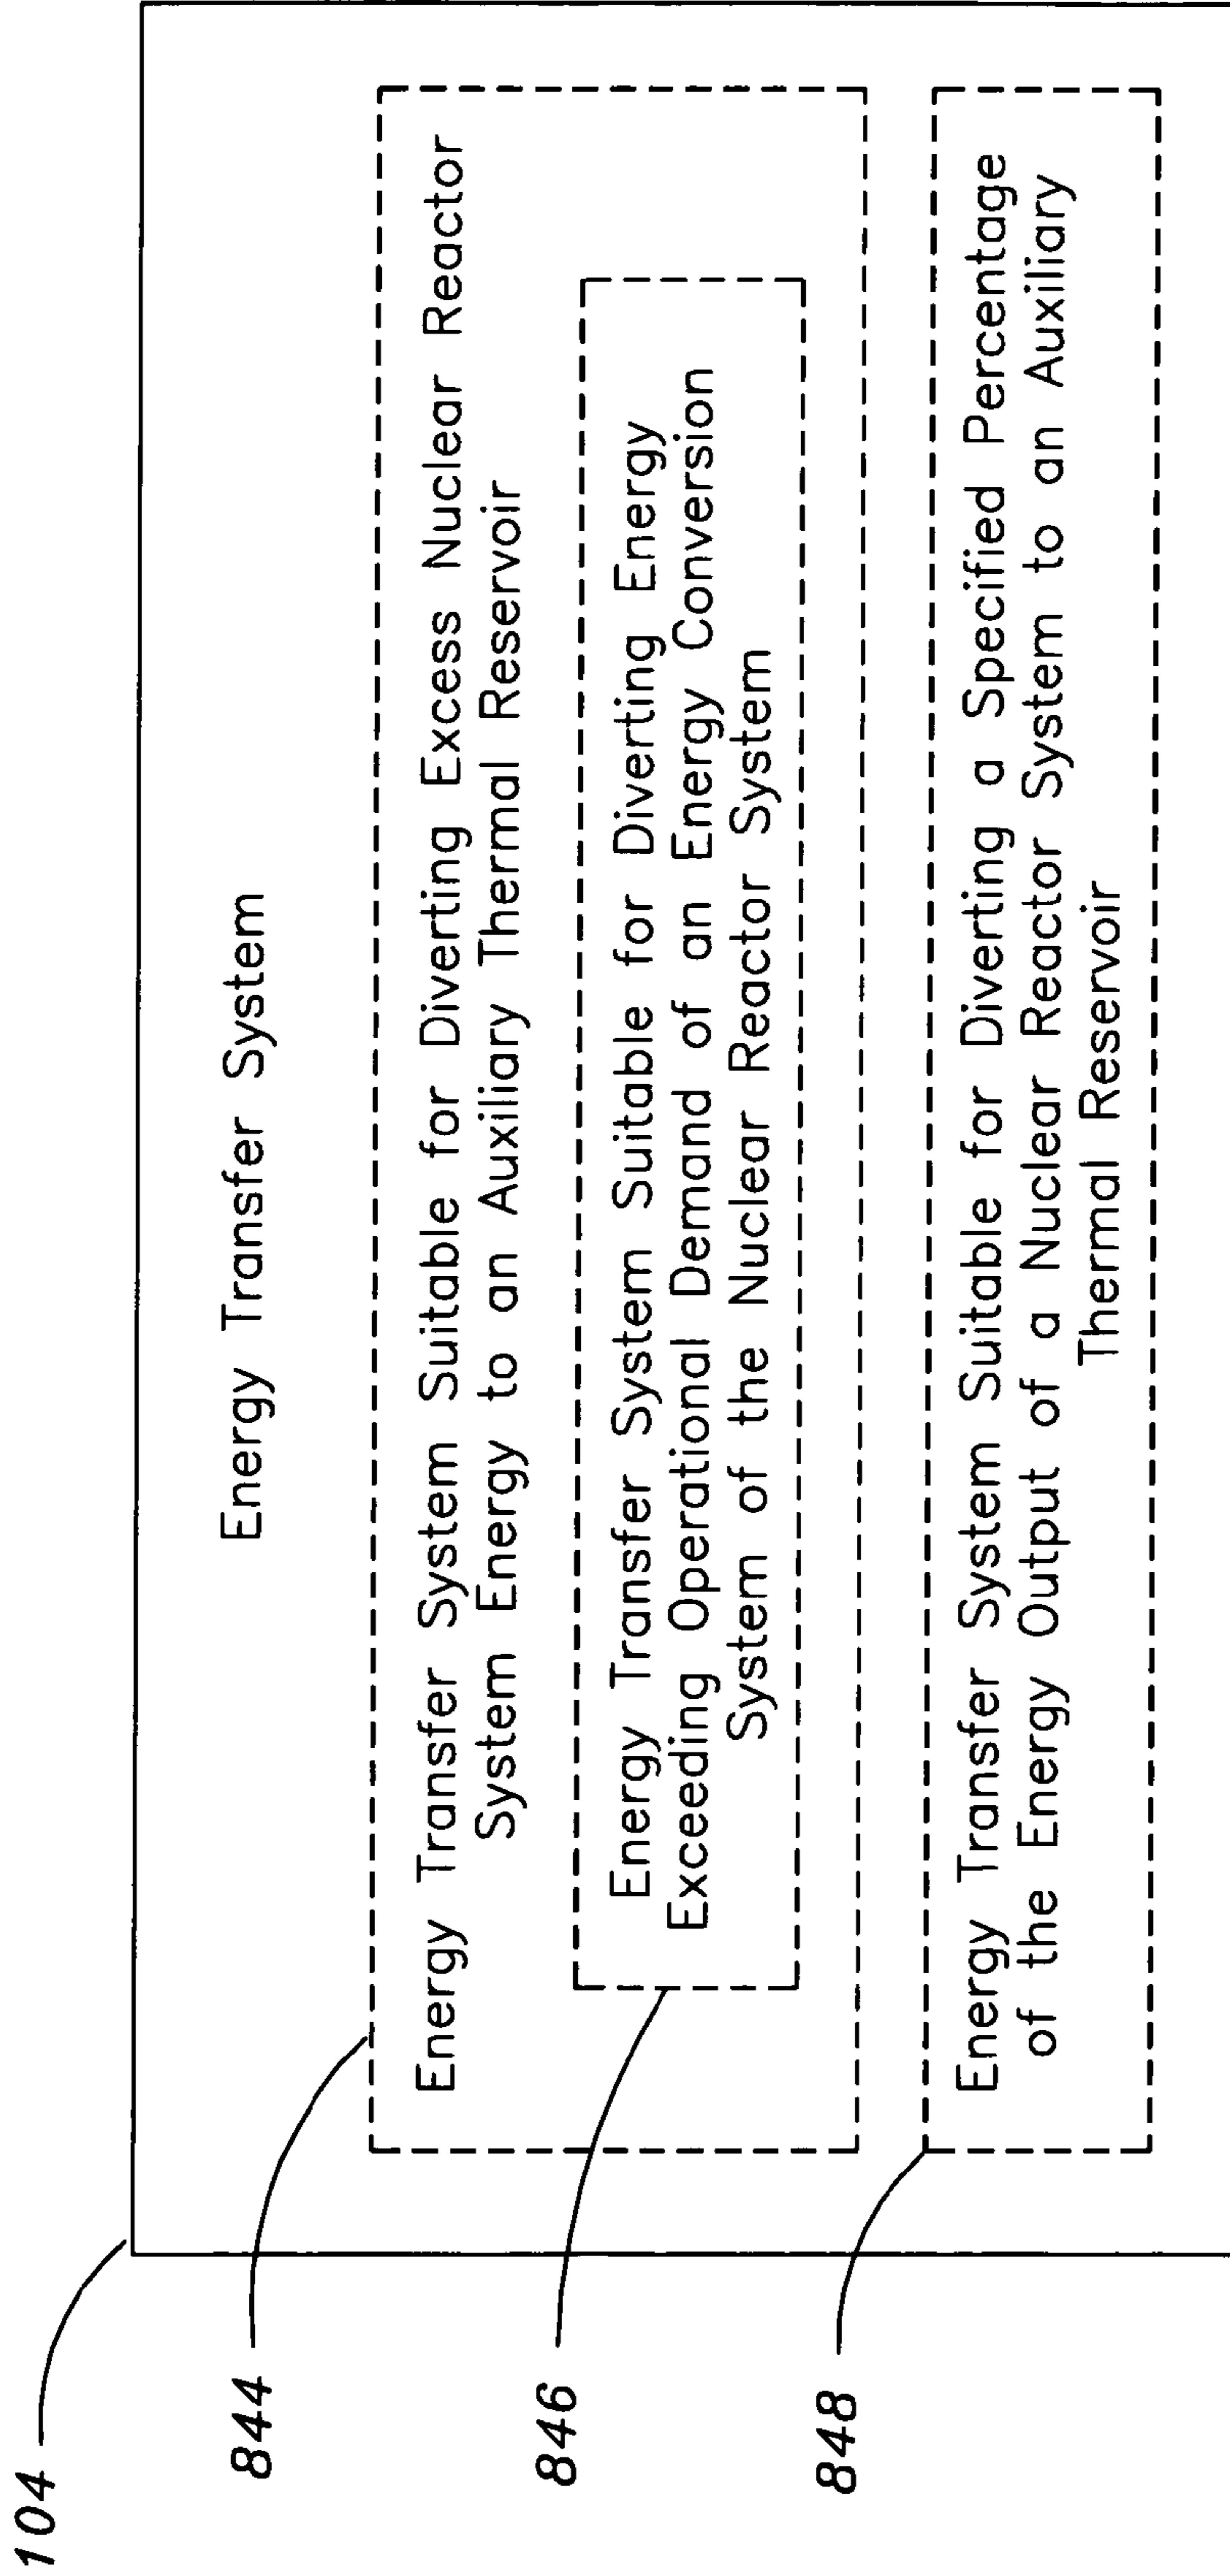 104
Energy Transfer System
844
Energy Transfer System Suitable for Diverting Excess Nuclear Reactor
System Energy to an Auxiliary Thermal Reservoir
846
Energy Transfer System Suitable for Diverting Energy
Exceeding Operational Demand of an Energy Conversion
System of the Nuclear Reactor System
848
Energy Transfer System Suitable for Diverting a Specified Percentage
of the Energy Output of a Nuclear Reactor System to an Auxiliary
Thermal Reservoir